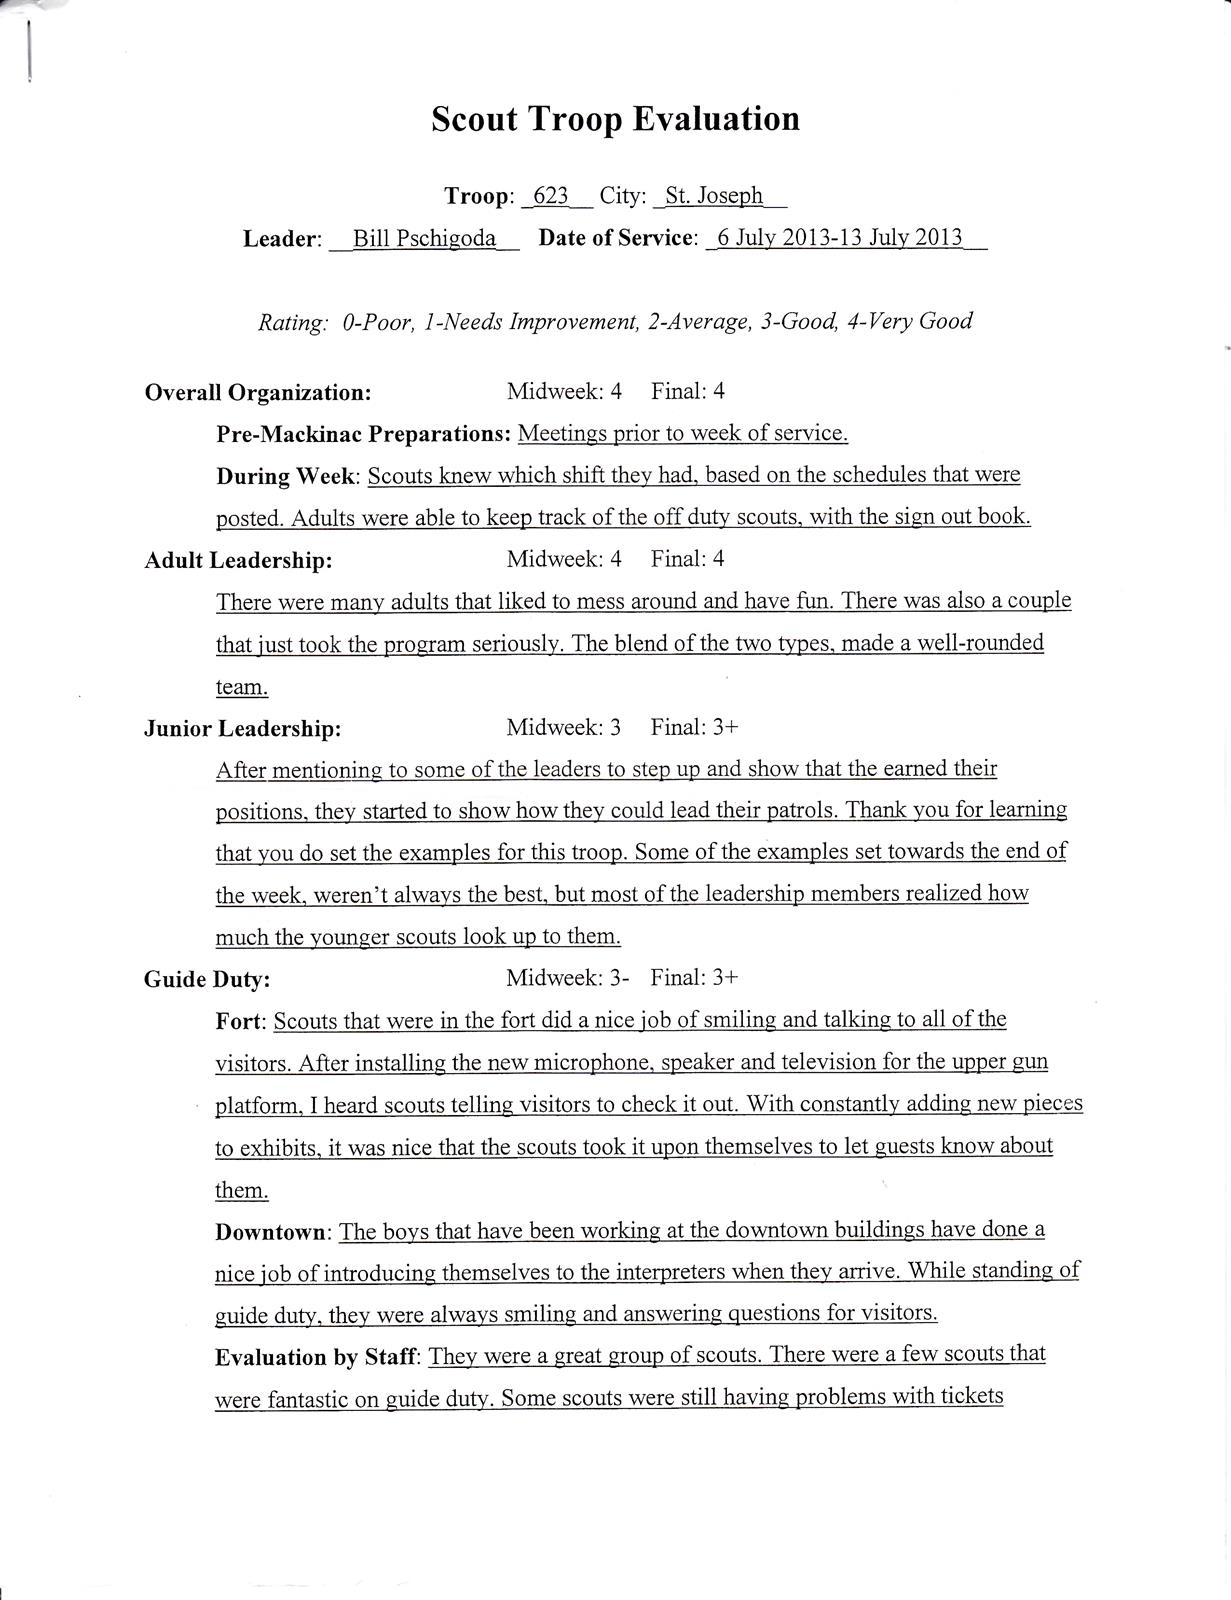 Scout Troop Evaluation
Troop: 623 City: St. Joseph
Leader: Bill Pschigoda Date of Service: 6 July 2013-13 July 2013
Rating: 0-Poor, 1-Needs Improvement, 2-Average, 3-Good, 4-Very Good
Overall Organization: Midweek: 4 Final: 4
Pre-Mackinac Preparations: Meetings prior to week of service.
During Week: Scouts knew which shift they had, based on the schedules that were
posted. Adults were able to keep track of the off duty scouts, with the sign out book.
Adult Leadership: Midweek: 4 Final: 4
There were many adults that liked to mess around and have fun. There was also a couple
that just took the program seriously. The blend of the two types, made a well-rounded
team.
Junior Leadership: Midweek: 3 Final: 3+
After mentioning to some of the leaders to step up and show that the earned their
positions, they started to show how they could lead their patrols. Thank you for learning
that you do set the examples for this troop. Some of the examples set towards the end of
the week, weren't always the best, but most of the leadership members realized how
much the younger scouts look up to them.
Guide Duty: Midweek: 3- Final: 3+
Fort: Scouts that were in the fort did a nice job of smiling and talking to all of the
visitors. After installing the new microphone, speaker and television for the upper gun
platform, I heard scouts telling visitors to check it out. With constantly adding new pieces
to exhibits, it was nice that the scouts took it upon themselves to let guests know about
them.
Downtown: The boys that have been working at the downtown buildings have done a
nice job of introducing themselves to the interpreters when they arrive. While standing of
guide duty, they were always smiling and answering questions for visitors.
Evaluation by Staff: They were a great group of scouts. There were a few scouts that
were fantastic on guide duty. Some scouts were still having problems with tickets